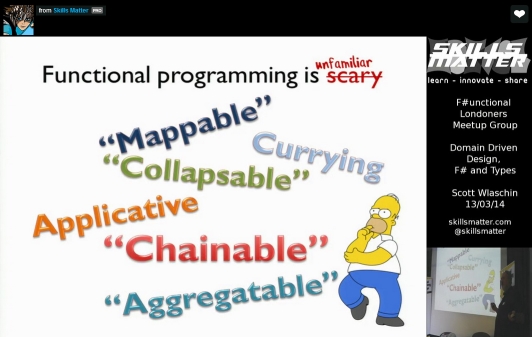 from Skills Matter PRO
unfamiliar
Functional programming is scary
"Mappable"
Currying
"Collapsable"
Applicative
"Chainable"
"Aggregatable"
SKILLS
MATTER
learn - innovate - share
F#unctional
Londoners
Meetup Group
Domain Driven
Design,
F# and Types
Scott Wlaschin
13/03/14
skillsmatter.com
@skillsmatter